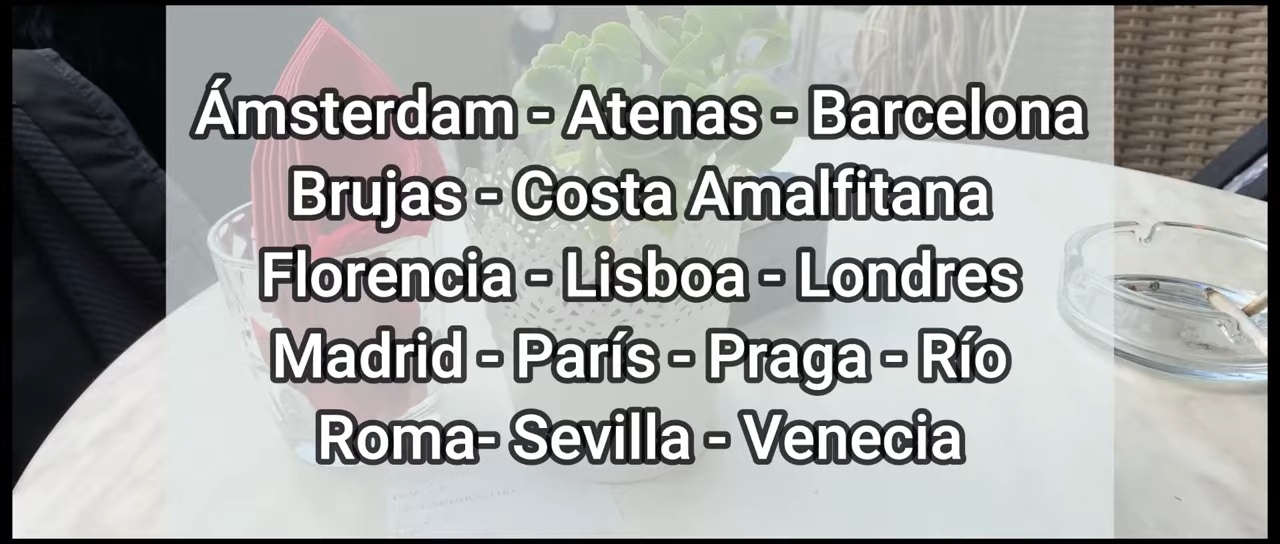 Ámsterdam - Atenas - Barcelona
Brujas - Costa Amalfitana
Florencia - Lisboa - Londres
Madrid - París - Praga - Río
Roma- Sevilla - Venecia